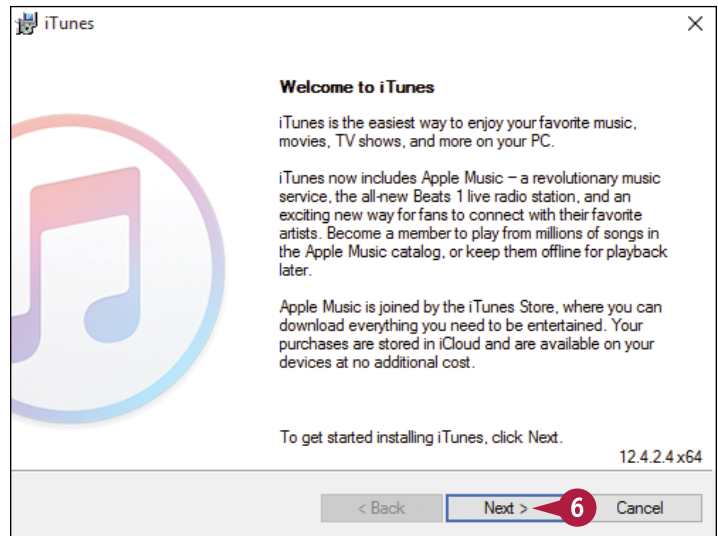 iTunes
Welcome to iTunes
iTunes is the easiest way to enjoy your favorite music,
movies, TV shows, and more on your PC.
iTunes now includes Apple Music – a revolutionary music
service, the all-new Beats 1 live radio station, and an
exciting new way for fans to connect with their favorite
artists. Become a member to play from millions of songs in
the Apple Music catalog, or keep them offline for playback
later.
Apple Music is joined by the iTunes Store, where you can
download everything you need to be entertained. Your
purchases are stored in iCloud and are available on your
devices at no additional cost.
To get started installing iTunes, click Next.
12.4.2.4 x64
< Back Next > 6 Cancel